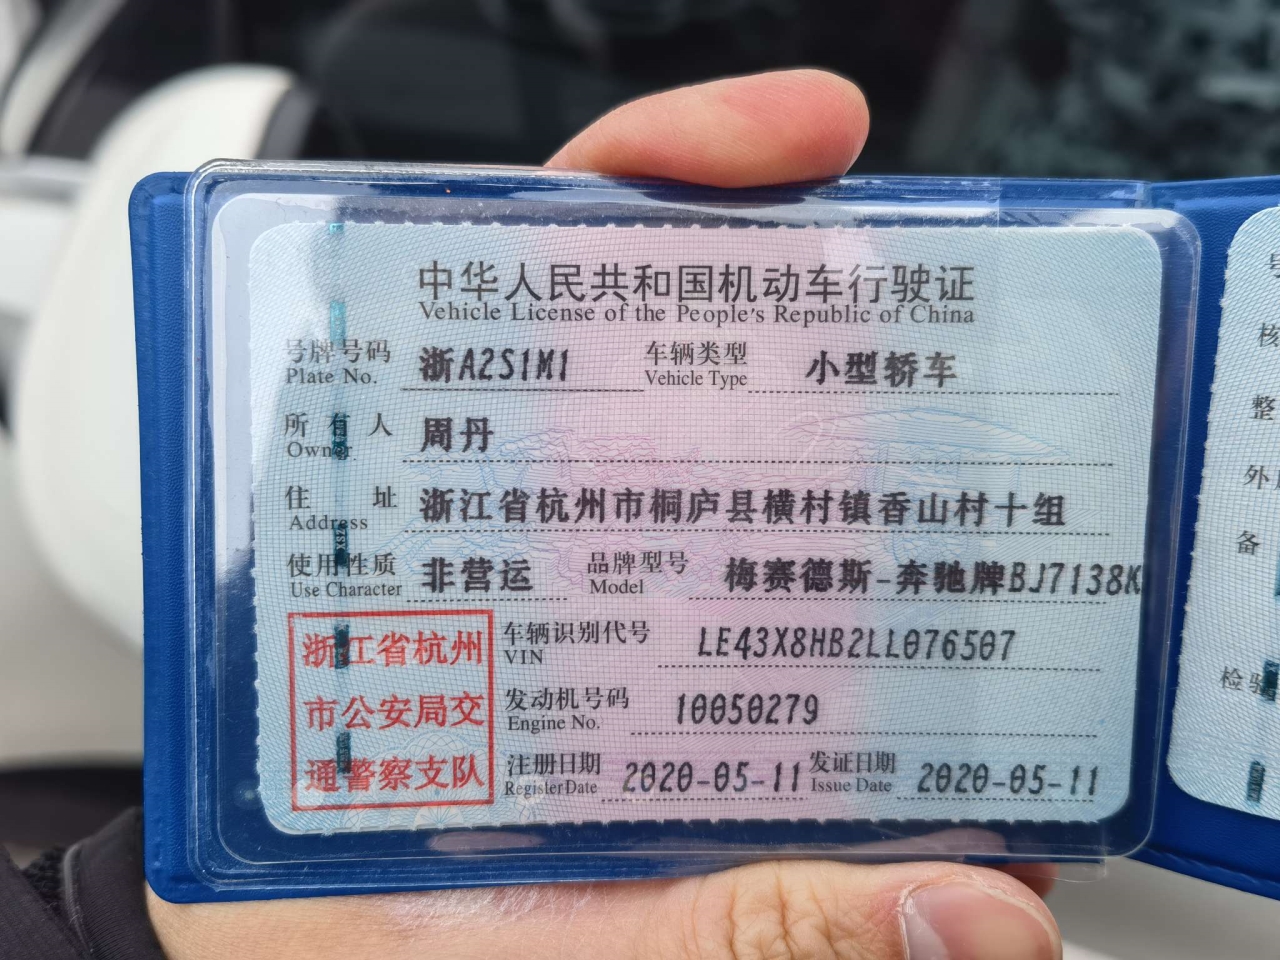 中华人民共和国机动车行驶证
Vehicle License of the People's Republic of China
号牌号码 浙A2S1M1 车辆类型 小型轿车
Plate No. Vehicle Type
所有人 周丹
Owner
住址 浙江省杭州市桐庐县横村镇香山村十组
Address
使用性质 非营运 品牌型号 梅赛德斯-奔驰牌BJ7138K
Use Character Model
浙江省杭州
市公安局交
通警察支队
车辆识别代号 LE43X8HB2LL076507
VIN
发动机号码 10050279
Engine No.
注册日期 2020-05-11 发证日期 2020-05-11
Register Date Issue Date
号
核
整
外
备
检验